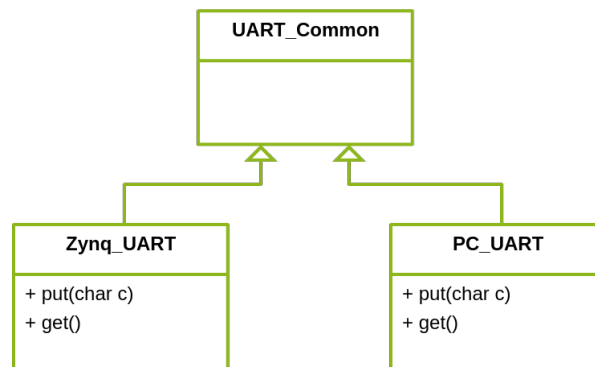 UART_Common
Zynq_UART
+ put(char c)
+ get()
PC_UART
+ put(char c)
+ get()